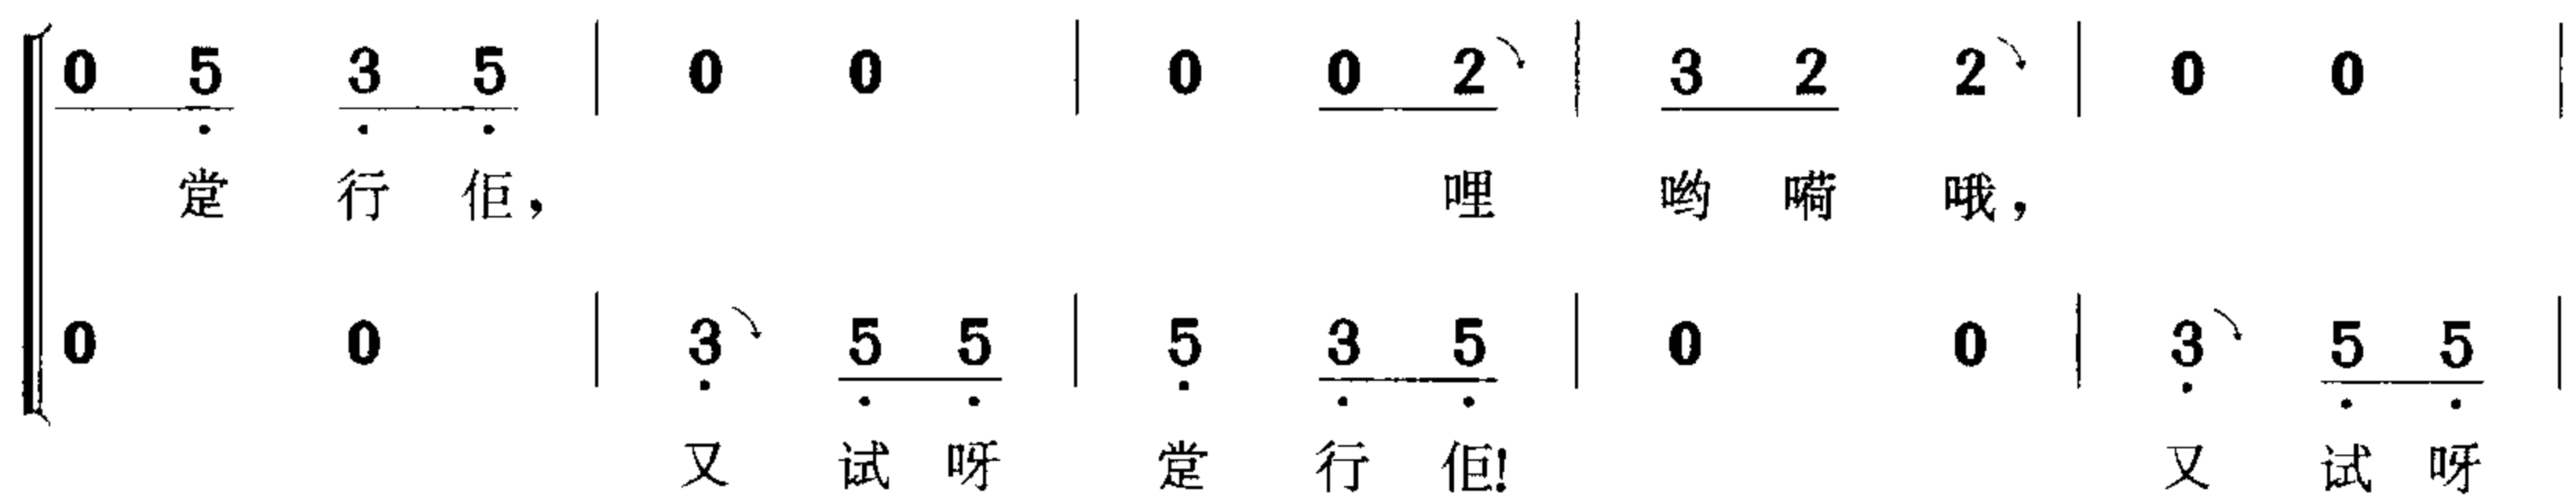 0 5 3 5 | 0 0 | 0 0 2 | 3 2 2 | 0 0 |
行 佢， 哩 哟 嗬 哦，
0 0 | 3 5 5 | 5 3 5 | 0 0 | 3 5 5 |
又 试 呀 行 佢! 又 试 呀